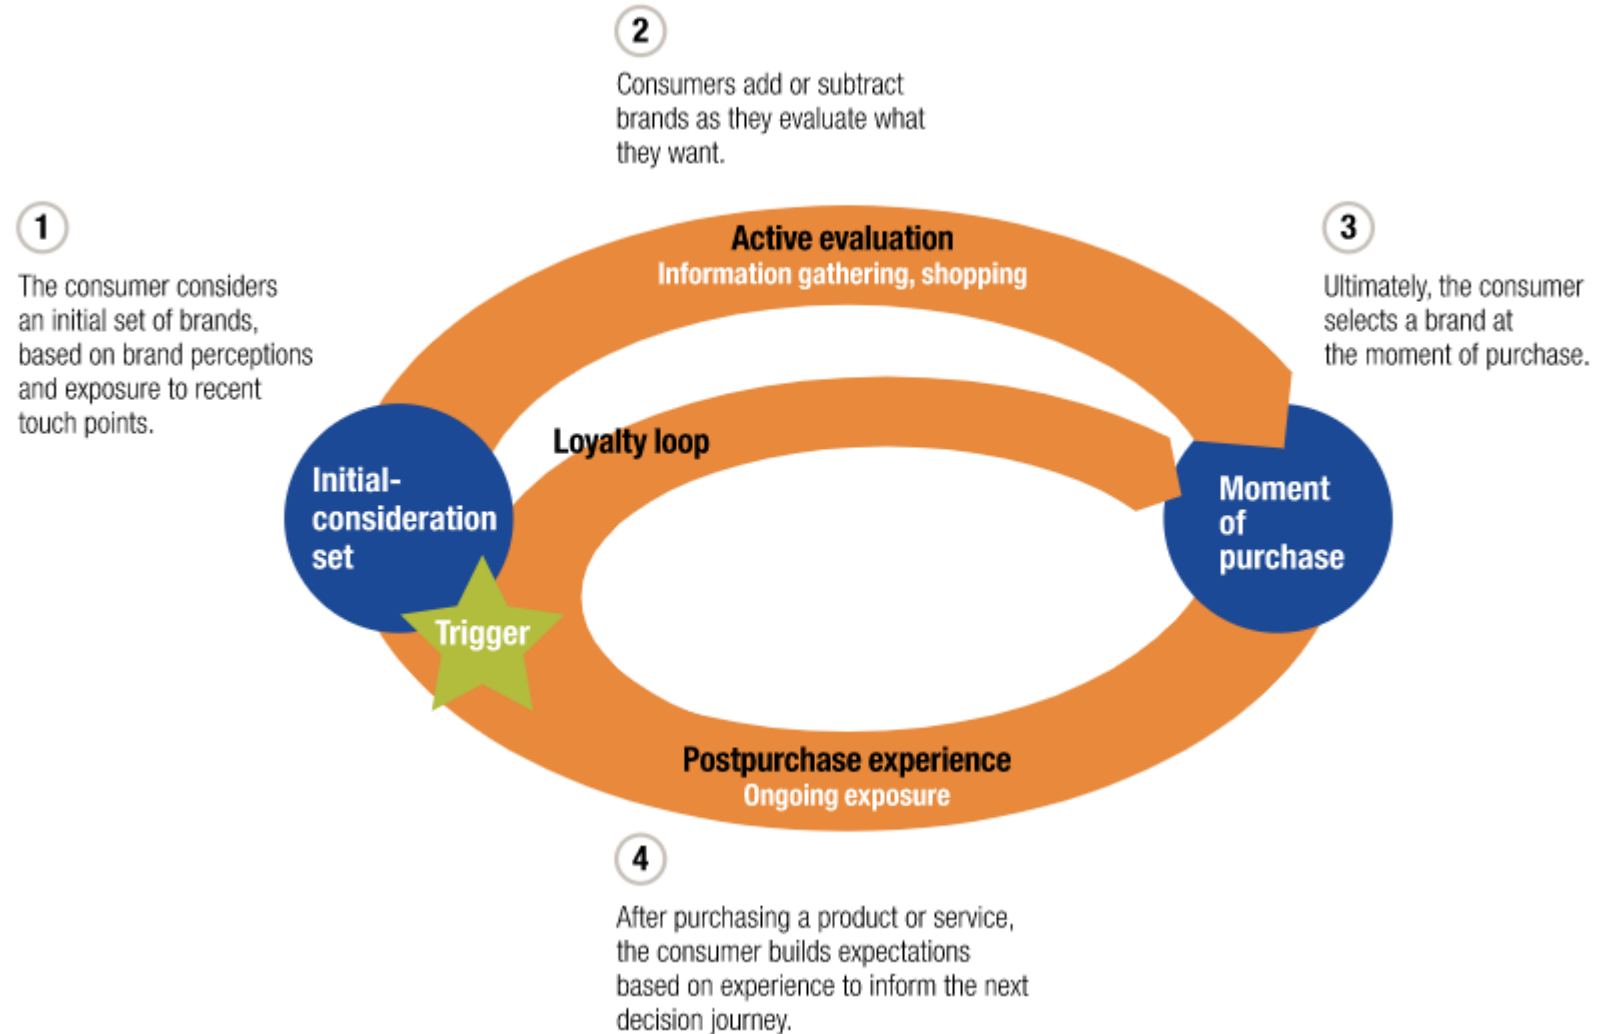 1
The consumer considers
an initial set of brands,
based on brand perceptions
and exposure to recent
touch points.
2
Consumers add or subtract
brands as they evaluate what
they want.
3
Ultimately, the consumer
selects a brand at
the moment of purchase.
Active evaluation
Information gathering, shopping
Loyalty loop
Initial-
consideration
set
Trigger
Moment
of
purchase
Postpurchase experience
Ongoing exposure
4
After purchasing a product or service,
the consumer builds expectations
based on experience to inform the next
decision journey.